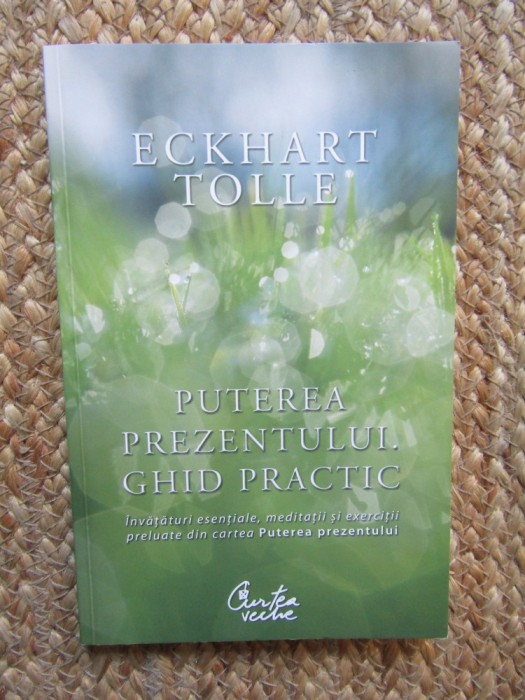 ECKHART
TOLLE
PUTEREA
PREZENTULUI.
GHID PRACTIC
Învățături esențiale, meditații și exerciții
preluate din cartea Puterea prezentului
Curtea
veche